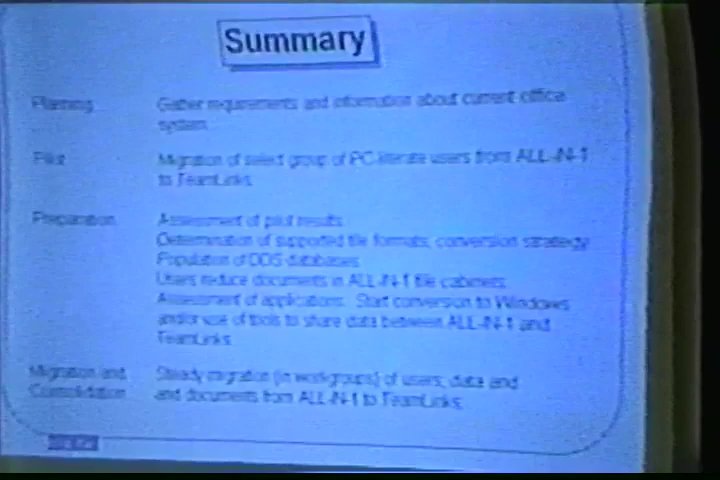 Summary
Planning Gather requirements and information about current office
system
Pilot Migration of select group of PC-literate users from ALL-IN-1
to TeamLinks
Preparation Assessment of pilot results
Determination of supported file formats, conversion strategy
Population of DDS databases
Users reduce documents in ALL-IN-1 file cabinets
Assessment of applications. Start conversion to Windows
and/or use of tools to share data between ALL-IN-1 and
TeamLinks
Migration and Steady migration (in workgroups) of users, data and
Consolidation and documents from ALL-IN-1 to TeamLinks